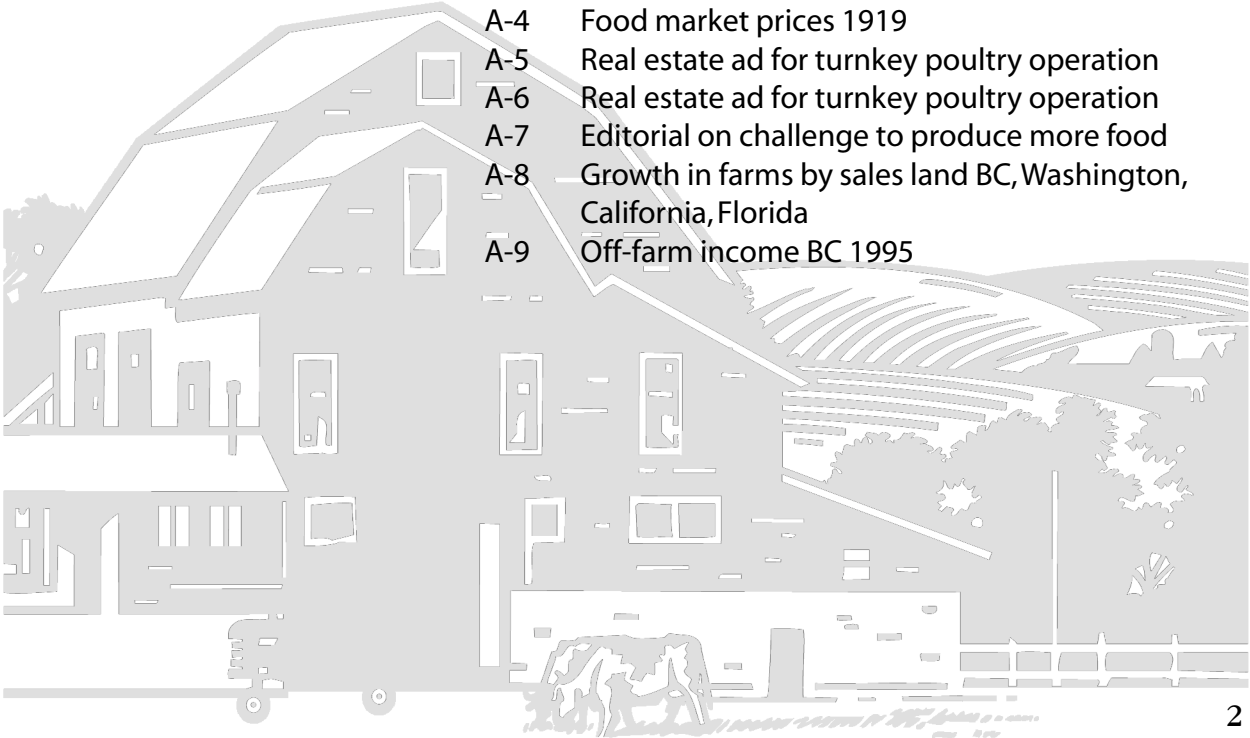 A-4 Food market prices 1919
A-5 Real estate ad for turnkey poultry operation
A-6 Real estate ad for turnkey poultry operation
A-7 Editorial on challenge to produce more food
A-8 Growth in farms by sales land BC, Washington,
California, Florida
A-9 Off-farm income BC 1995
2